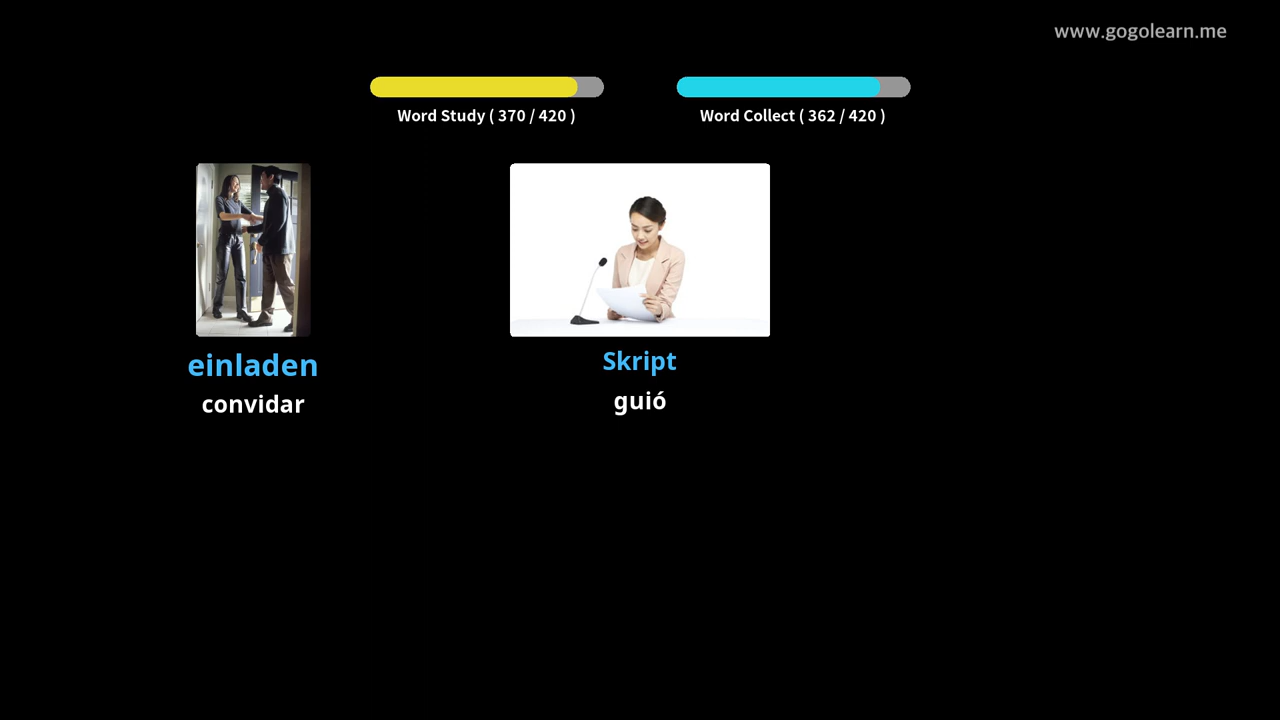 www.gogolearn.me
Word Study ( 370 / 420 )
Word Collect ( 362 / 420 )
einladen
convidar
Skript
guió